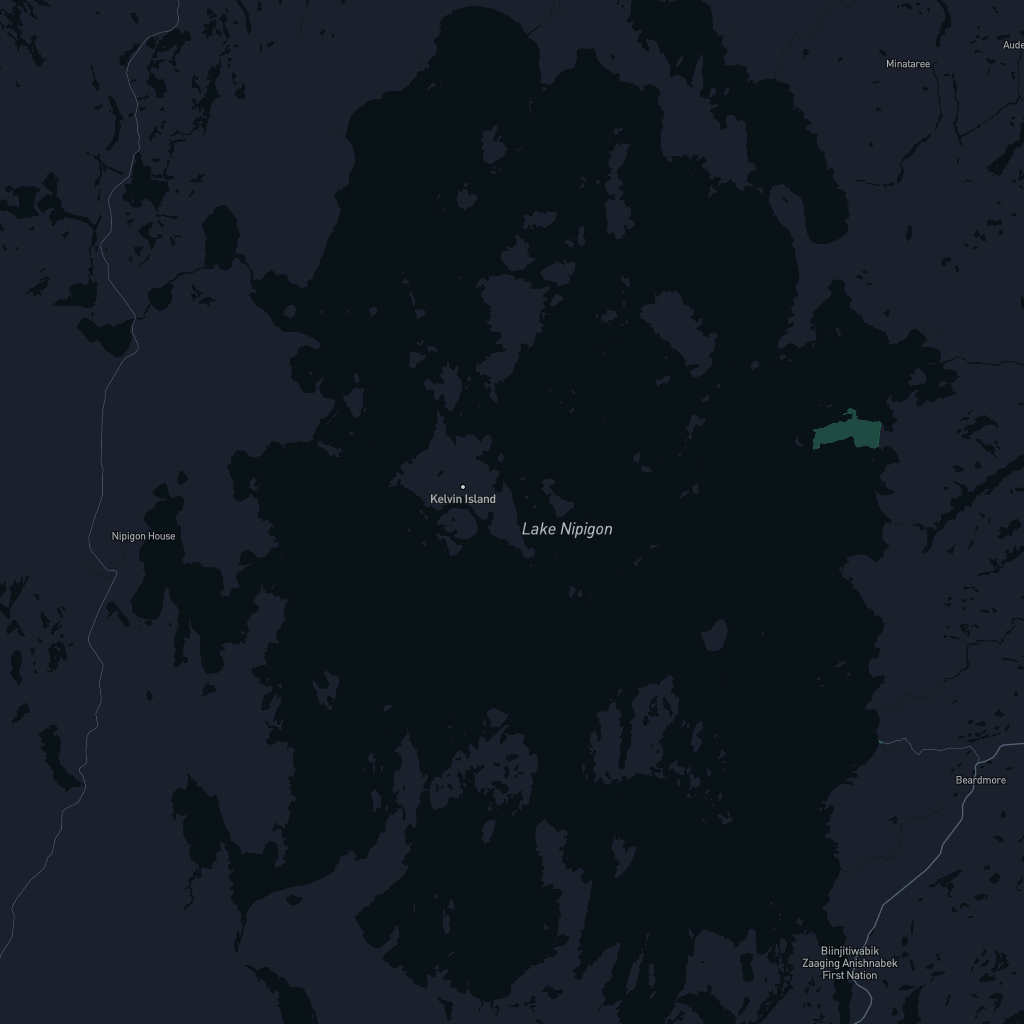 Aude
Minataree
Kelvin Island
Lake Nipigon
Nipigon House
Beardmore
Biinjitiwabik
Zaaging Anishnabek
First Nation